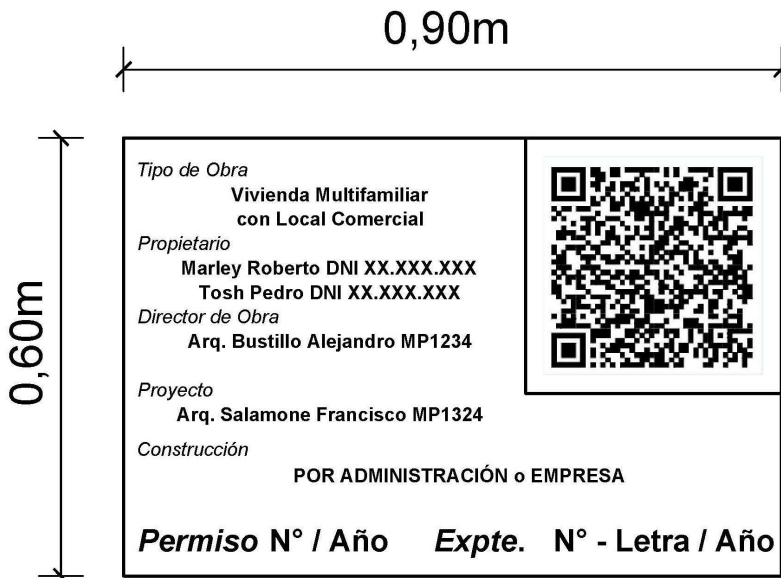 0,90m
0,60m
Tipo de Obra
Vivienda Multifamiliar
con Local Comercial
Propietario
Marley Roberto DNI XX.XXX.XXX
Tosh Pedro DNI XX.XXX.XXX
Director de Obra
Arq. Bustillo Alejandro MP1234
Proyecto
Arq. Salamone Francisco MP1324
Construcción
POR ADMINISTRACIÓN o EMPRESA
Permiso N° / Año Expte. N° - Letra / Año